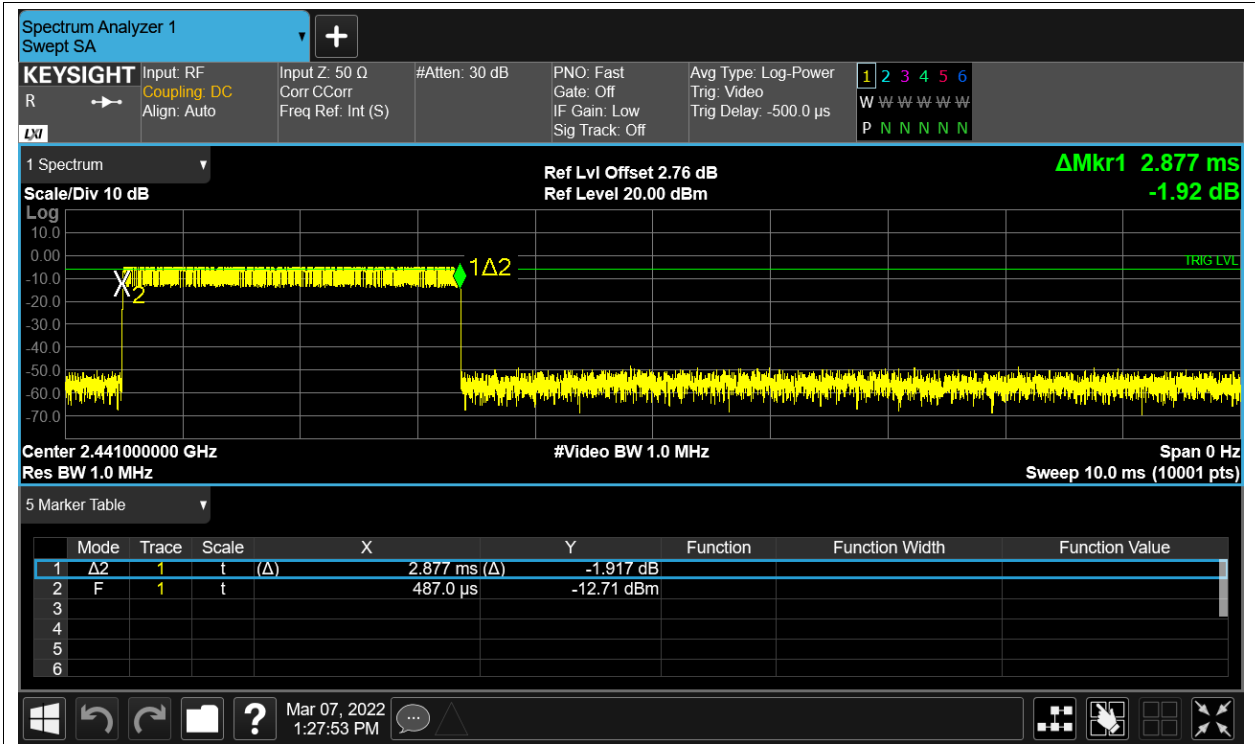 Spectrum Analyzer 1
Swept SA
KEYSIGHT
R
LXI
Input: RF
Coupling: DC
Align: Auto
Input Z: 50 Ω
Corr CCorr
Freq Ref: Int (S)
#Atten: 30 dB
PNO: Fast
Gate: Off
IF Gain: Low
Sig Track: Off
Avg Type: Log-Power
Trig: Video
Trig Delay: -500.0 µs
1 2 3 4 5 6
W W W W W W
P N N N N N
1 Spectrum
Scale/Div 10 dB
Ref Lvl Offset 2.76 dB
Ref Level 20.00 dBm
ΔMkr1 2.877 ms
-1.92 dB
Log
10.0
0.00
-10.0
-20.0
-30.0
-40.0
-50.0
-60.0
-70.0
X2
1Δ2
TRIG LVL
Center 2.441000000 GHz
Res BW 1.0 MHz
#Video BW 1.0 MHz
Span 0 Hz
Sweep 10.0 ms (10001 pts)
5 Marker Table
Mode Trace Scale X Y Function Function Width Function Value
1 Δ2 1 t (Δ) 2.877 ms (Δ) -1.917 dB
2 F 1 t 487.0 µs -12.71 dBm
3
4
5
6
?
Mar 07, 2022
1:27:53 PM